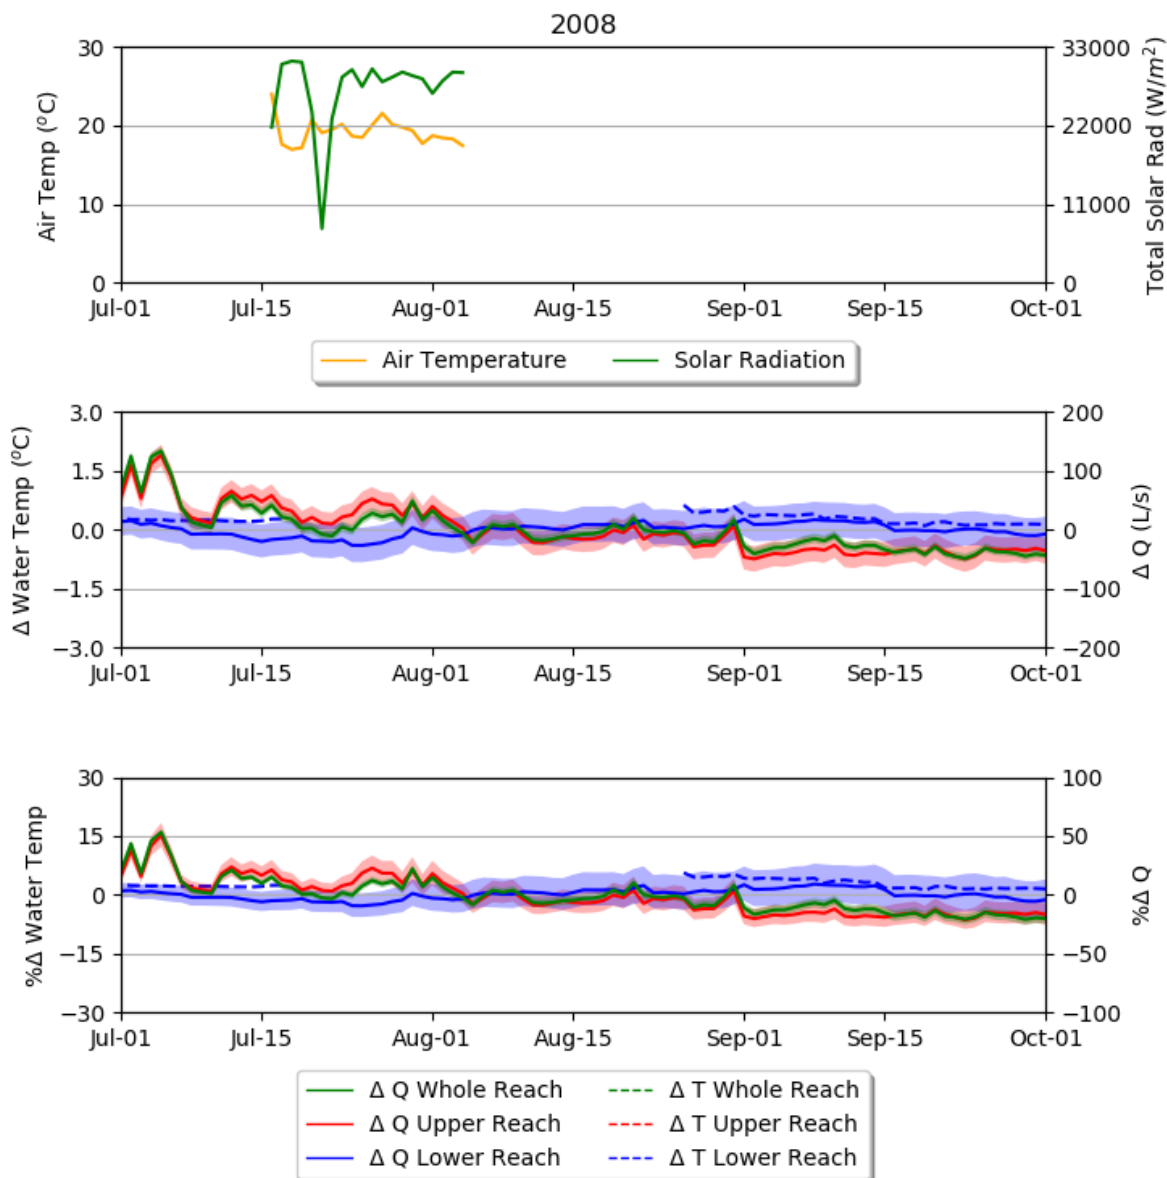 2008
Air Temp (°C)
30
20
10
0
Total Solar Rad (W/m²)
33000
22000
11000
0
Jul-01 Jul-15 Aug-01 Aug-15 Sep-01 Sep-15 Oct-01
Air Temperature Solar Radiation
Δ Water Temp (°C)
3.0
1.5
0.0
−1.5
−3.0
Δ Q (L/s)
200
100
0
−100
−200
Jul-01 Jul-15 Aug-01 Aug-15 Sep-01 Sep-15 Oct-01
%Δ Water Temp
30
15
0
−15
−30
%Δ Q
100
50
0
−50
−100
Jul-01 Jul-15 Aug-01 Aug-15 Sep-01 Sep-15 Oct-01
Δ Q Whole Reach Δ T Whole Reach
Δ Q Upper Reach Δ T Upper Reach
Δ Q Lower Reach Δ T Lower Reach